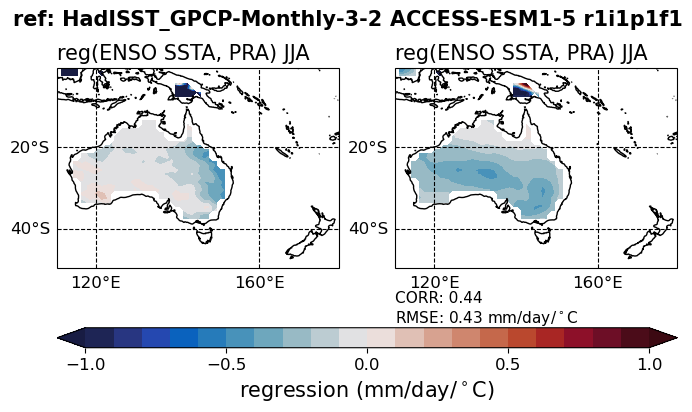 ref: HadISST_GPCP-Monthly-3-2 ACCESS-ESM1-5 r1i1p1f1
reg(ENSO SSTA, PRA) JJA
reg(ENSO SSTA, PRA) JJA
20°S
40°S
120°E
160°E
20°S
40°S
120°E
160°E
CORR: 0.44
RMSE: 0.43 mm/day/°C
−1.0
−0.5
0.0
0.5
1.0
regression (mm/day/°C)